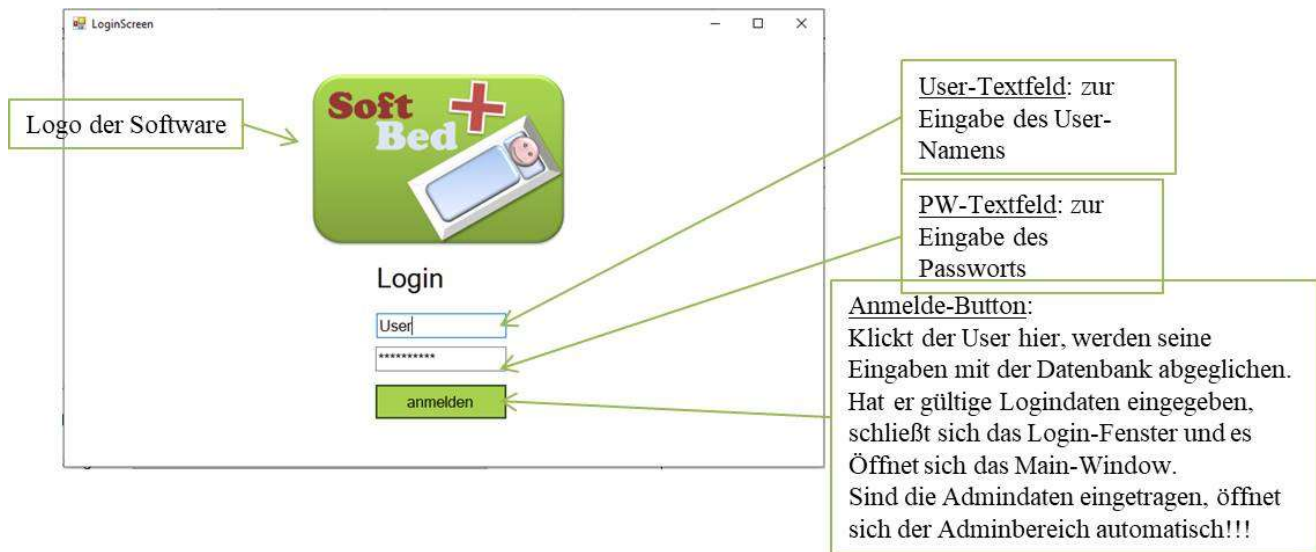 LoginScreen
Logo der Software
Soft
Bed
Login
User
**********
anmelden
User-Textfeld: zur
Eingabe des User-
Namens
PW-Textfeld: zur
Eingabe des
Passworts
Anmelde-Button:
Klickt der User hier, werden seine
Eingaben mit der Datenbank abgeglichen.
Hat er gültige Logindaten eingegeben,
schließt sich das Login-Fenster und es
Öffnet sich das Main-Window.
Sind die Admindaten eingetragen, öffnet
sich der Adminbereich automatisch!!!